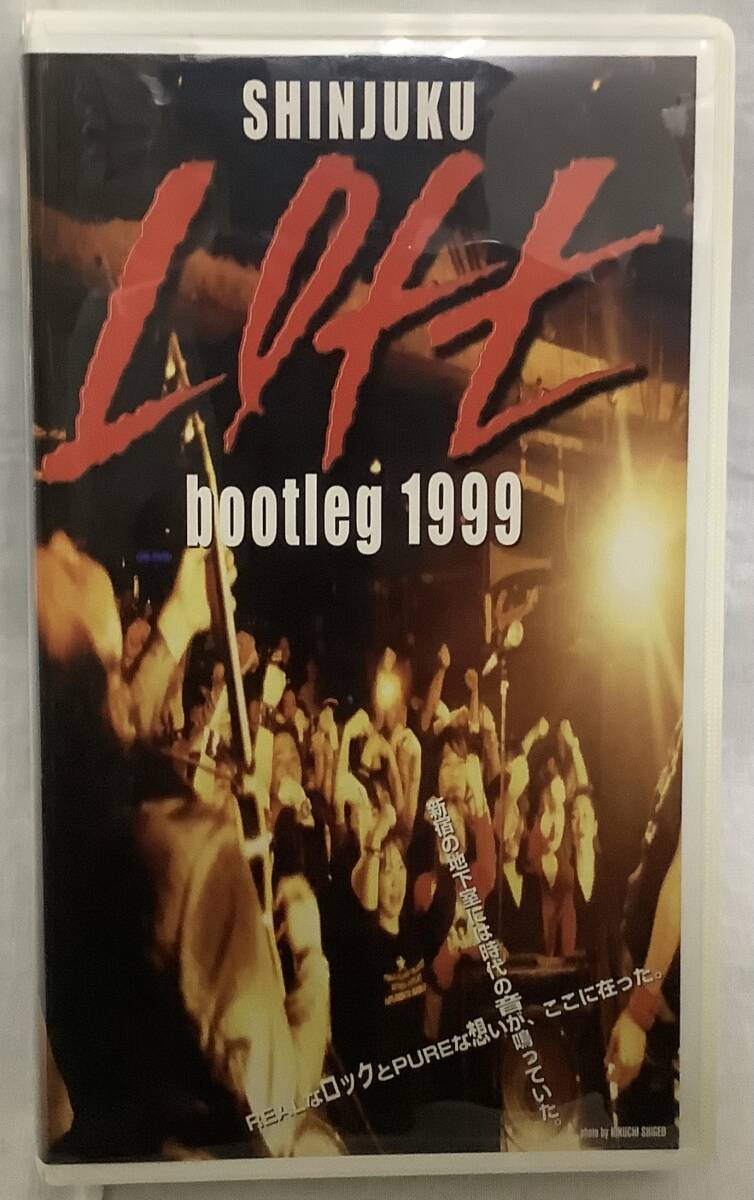 SHINJUKU
LOFT
bootleg 1999
新宿の地下室には時代の音が、鳴っていた。
REALなロックとPUREな想い、ここに在った。
photo by KIKUCHI SHIGEO